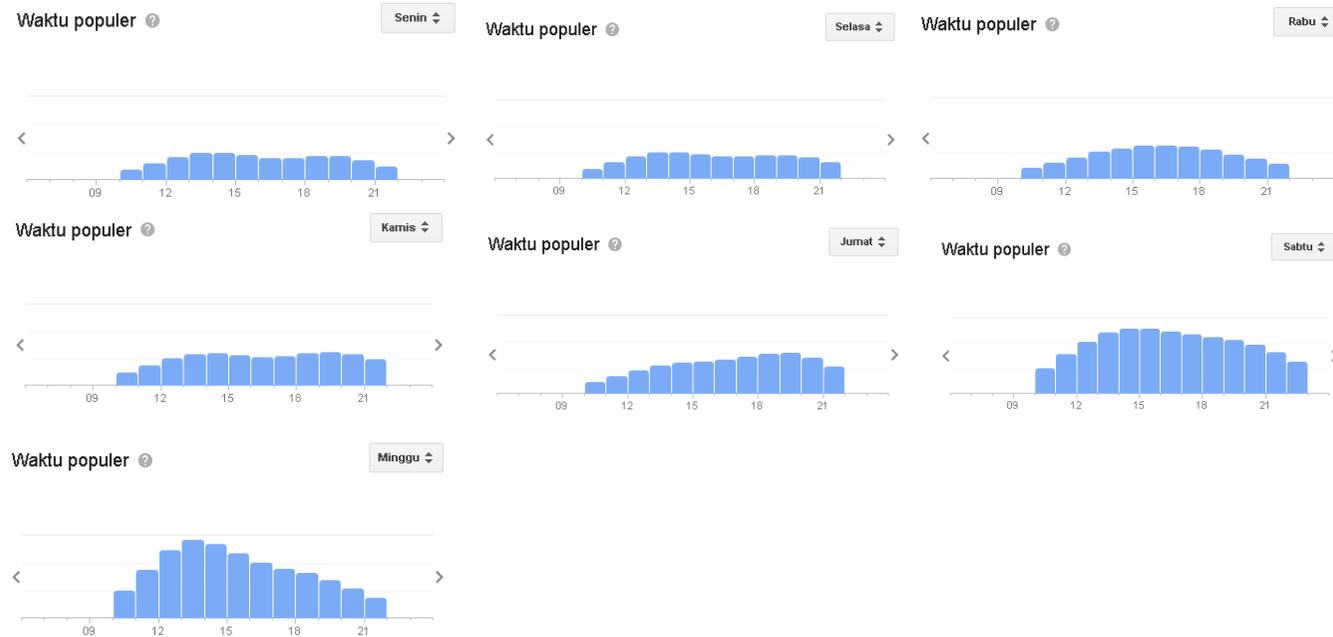 Waktu populer ? Senin
09 12 15 18 21
Waktu populer ? Selasa
09 12 15 18 21
Waktu populer ? Rabu
09 12 15 18 21
Waktu populer ? Kamis
09 12 15 18 21
Waktu populer ? Jumat
09 12 15 18 21
Waktu populer ? Sabtu
09 12 15 18 21
Waktu populer ? Minggu
09 12 15 18 21